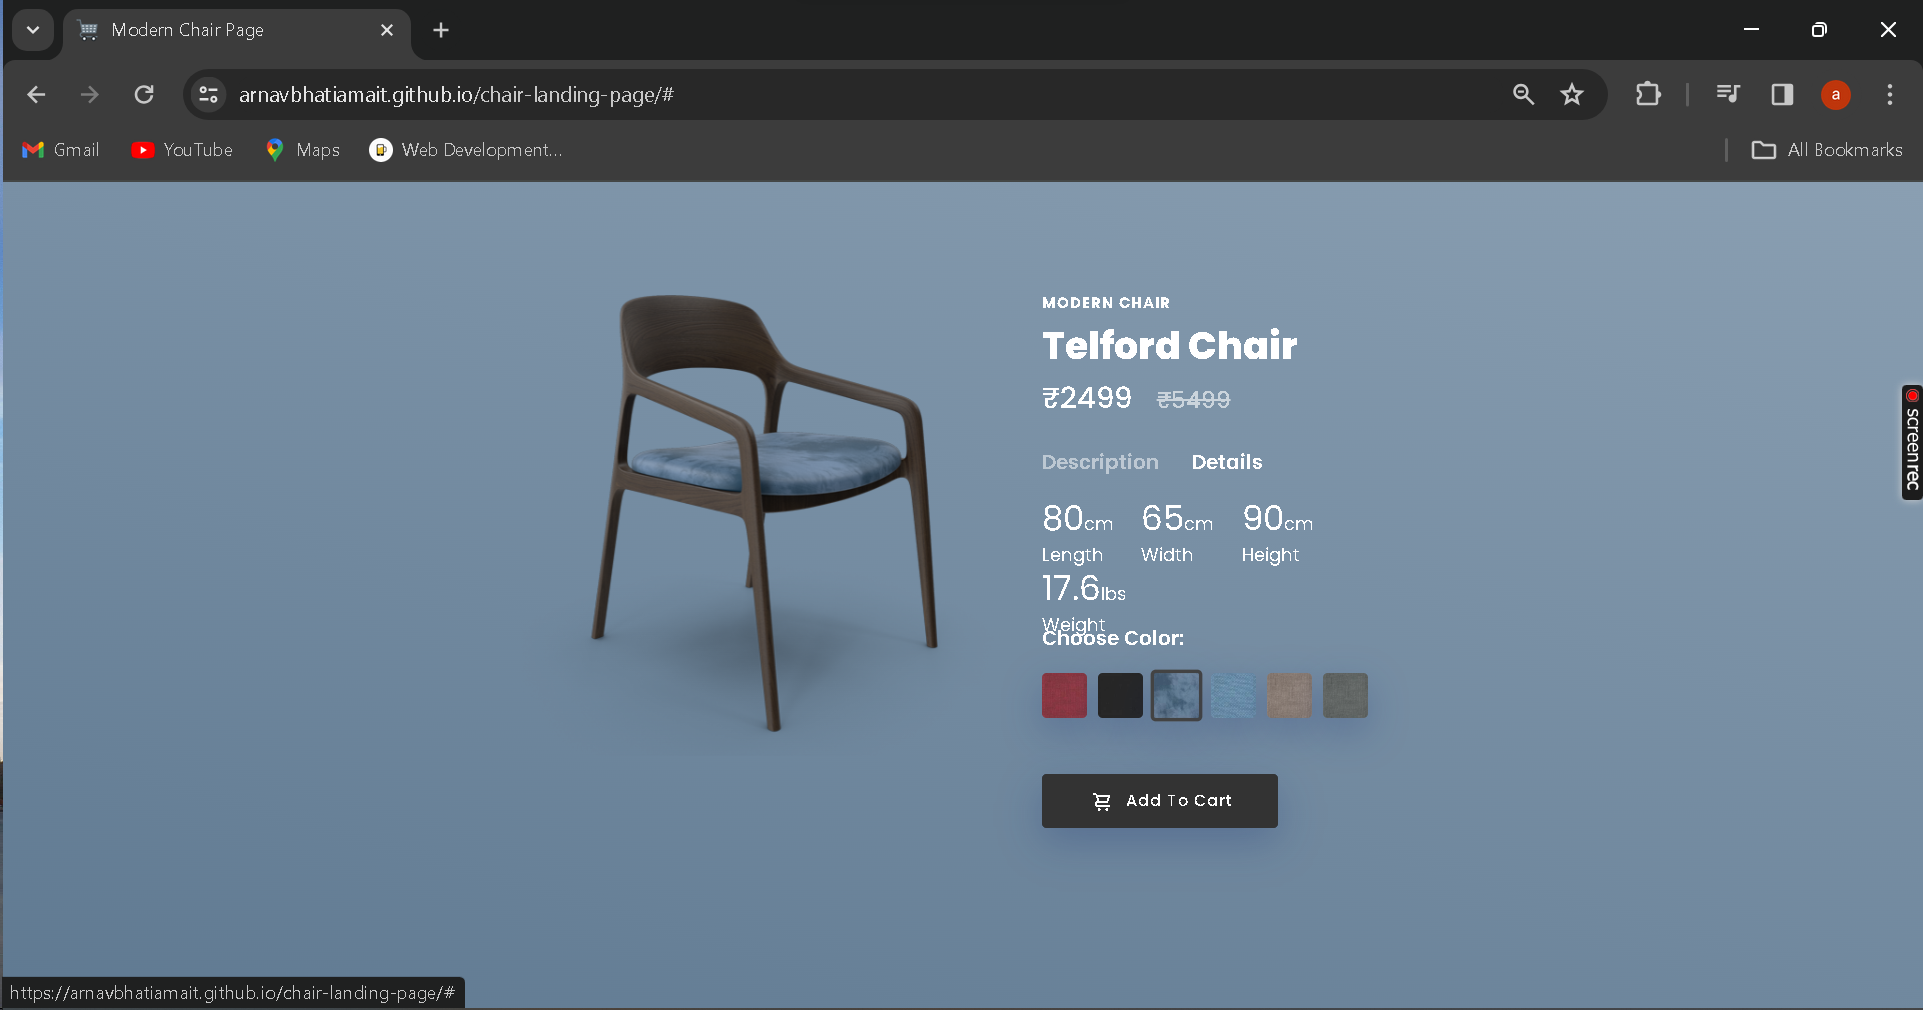 Modern Chair Page
arnavbhatiamait.github.io/chair-landing-page/#
a
Gmail YouTube Maps Web Development... All Bookmarks
MODERN CHAIR
Telford Chair
₹2499 ₹5499
Description Details
80cm 65cm 90cm
Length Width Height
17.6lbs
Weight
Choose Color:
Add To Cart
screenrec
https://arnavbhatiamait.github.io/chair-landing-page/#